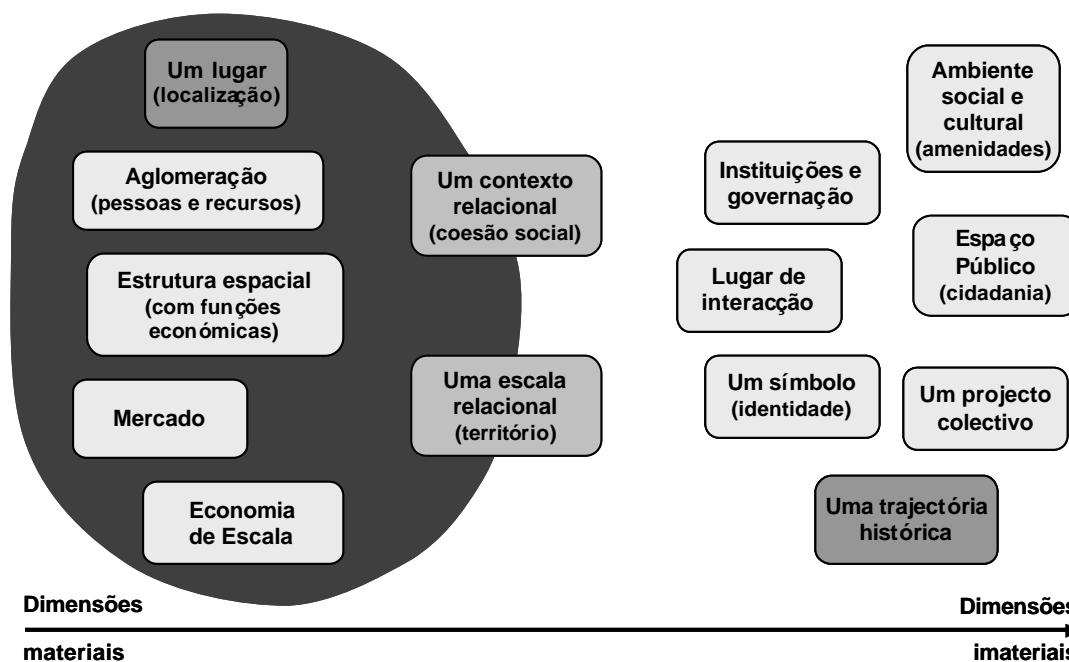 Um lugar
(localização)
Aglomeração
(pessoas e recursos)
Estrutura espacial
(com funções
económicas)
Mercado
Economia
de Escala
Um contexto
relacional
(coesão social)
Uma escala
relacional
(território)
Instituições e
governação
Lugar de
interacção
Um símbolo
(identidade)
Ambiente
social e
cultural
(amenidades)
Espaço
Público
(cidadania)
Um projecto
colectivo
Uma trajectória
histórica
Dimensões
materiais
Dimensões
imateriais